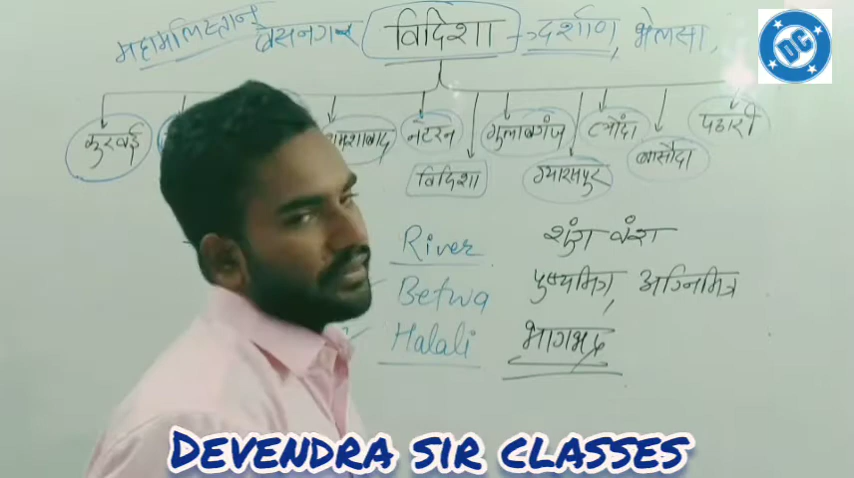 महामलिस्तान बेसनगर विदिशा → दर्शाण, भेलसा,
DC
कुरवई नटेरन गुलाबगंज त्योंदा पठारी
विदिशा ग्यारसपुर बासौदा
River शुंग वंश
Betwa पुष्यमित्र, अग्निमित्र
Halali भागभद्र
DEVENDRA SIR CLASSES